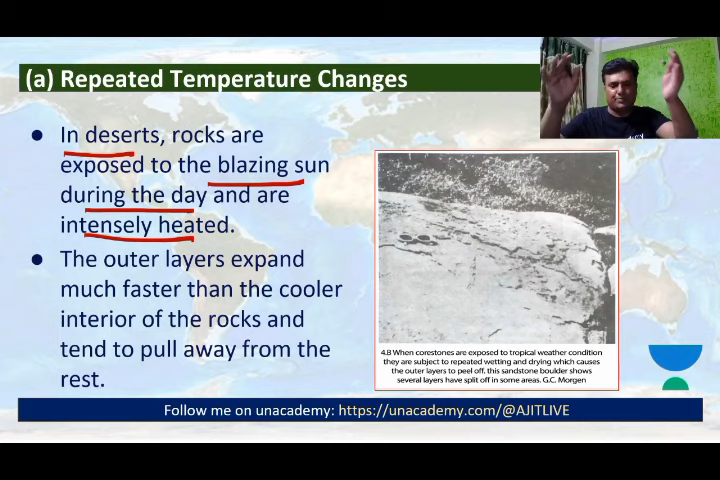 (a) Repeated Temperature Changes
● In deserts, rocks are
exposed to the blazing sun
during the day and are
intensely heated.
● The outer layers expand
much faster than the cooler
interior of the rocks and
tend to pull away from the
rest.
4.8 When corestones are exposed to tropical weather condition
they are subject to repeated wetting and drying which causes
the outer layers to peel off. this sandstone boulder shows
several layers have split off in some areas. G.C. Morgen
Follow me on unacademy: https://unacademy.com/@AJITLIVE